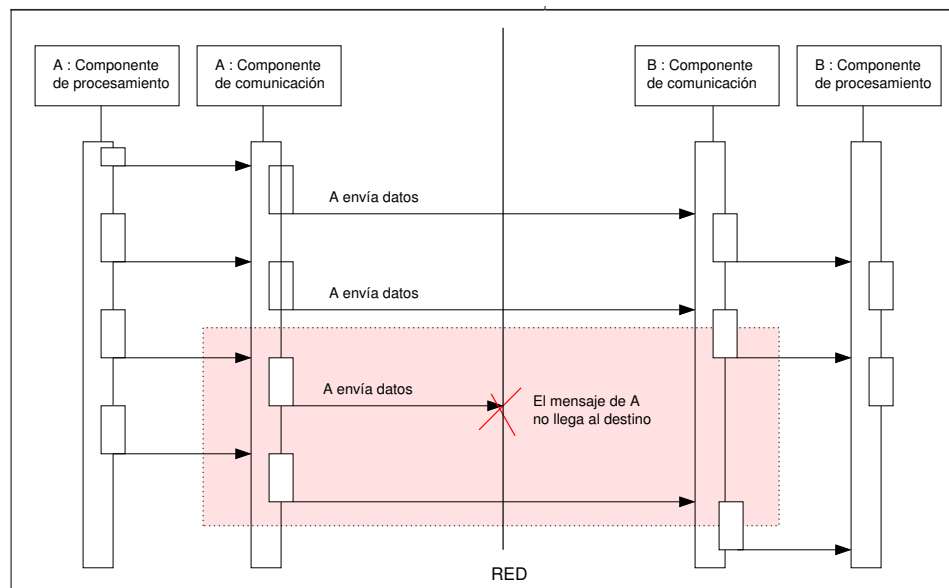 A : Componente
de procesamiento
A : Componente
de comunicación
B : Componente
de comunicación
B : Componente
de procesamiento
A envía datos
A envía datos
A envía datos
El mensaje de A
no llega al destino
RED